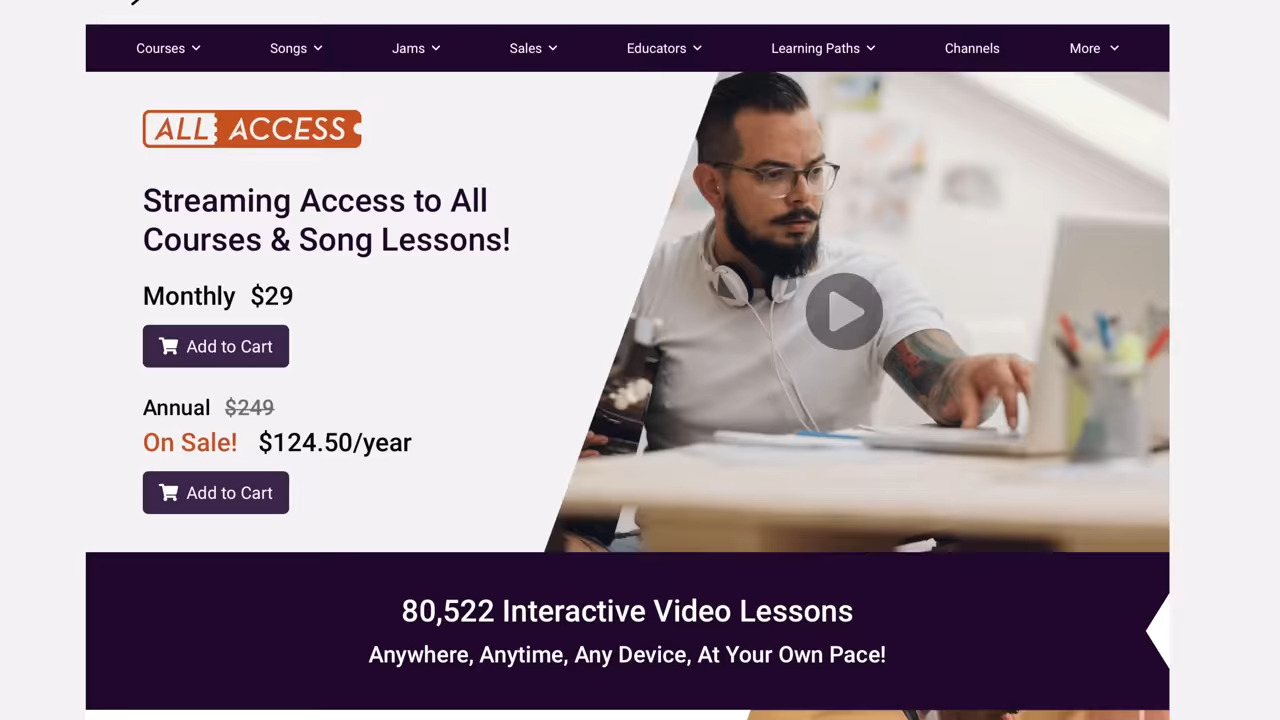 Courses Songs Jams Sales Educators Learning Paths Channels More
ALL ACCESS
Streaming Access to All
Courses & Song Lessons!
Monthly $29
Add to Cart
Annual $249
On Sale! $124.50/year
Add to Cart
80,522 Interactive Video Lessons
Anywhere, Anytime, Any Device, At Your Own Pace!